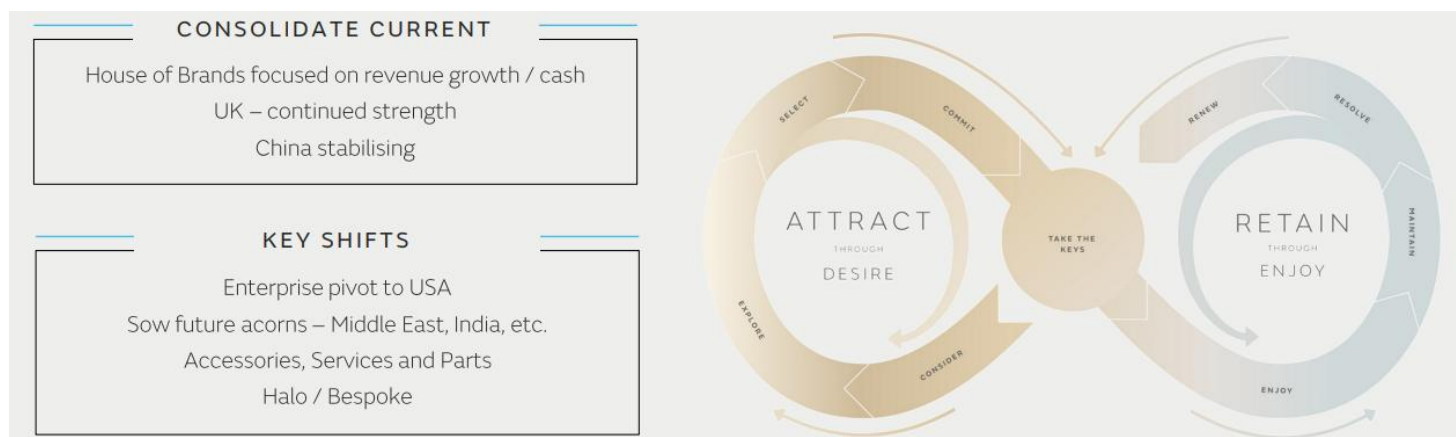 CONSOLIDATE CURRENT
House of Brands focused on revenue growth / cash
UK – continued strength
China stabilising
KEY SHIFTS
Enterprise pivot to USA
Sow future acorns – Middle East, India, etc.
Accessories, Services and Parts
Halo / Bespoke
SELECT
COMMIT
EXPLORE
CONSIDER
ATTRACT
THROUGH
DESIRE
TAKE THE
KEYS
RENEW
RESOLVE
MAINTAIN
ENJOY
RETAIN
THROUGH
ENJOY